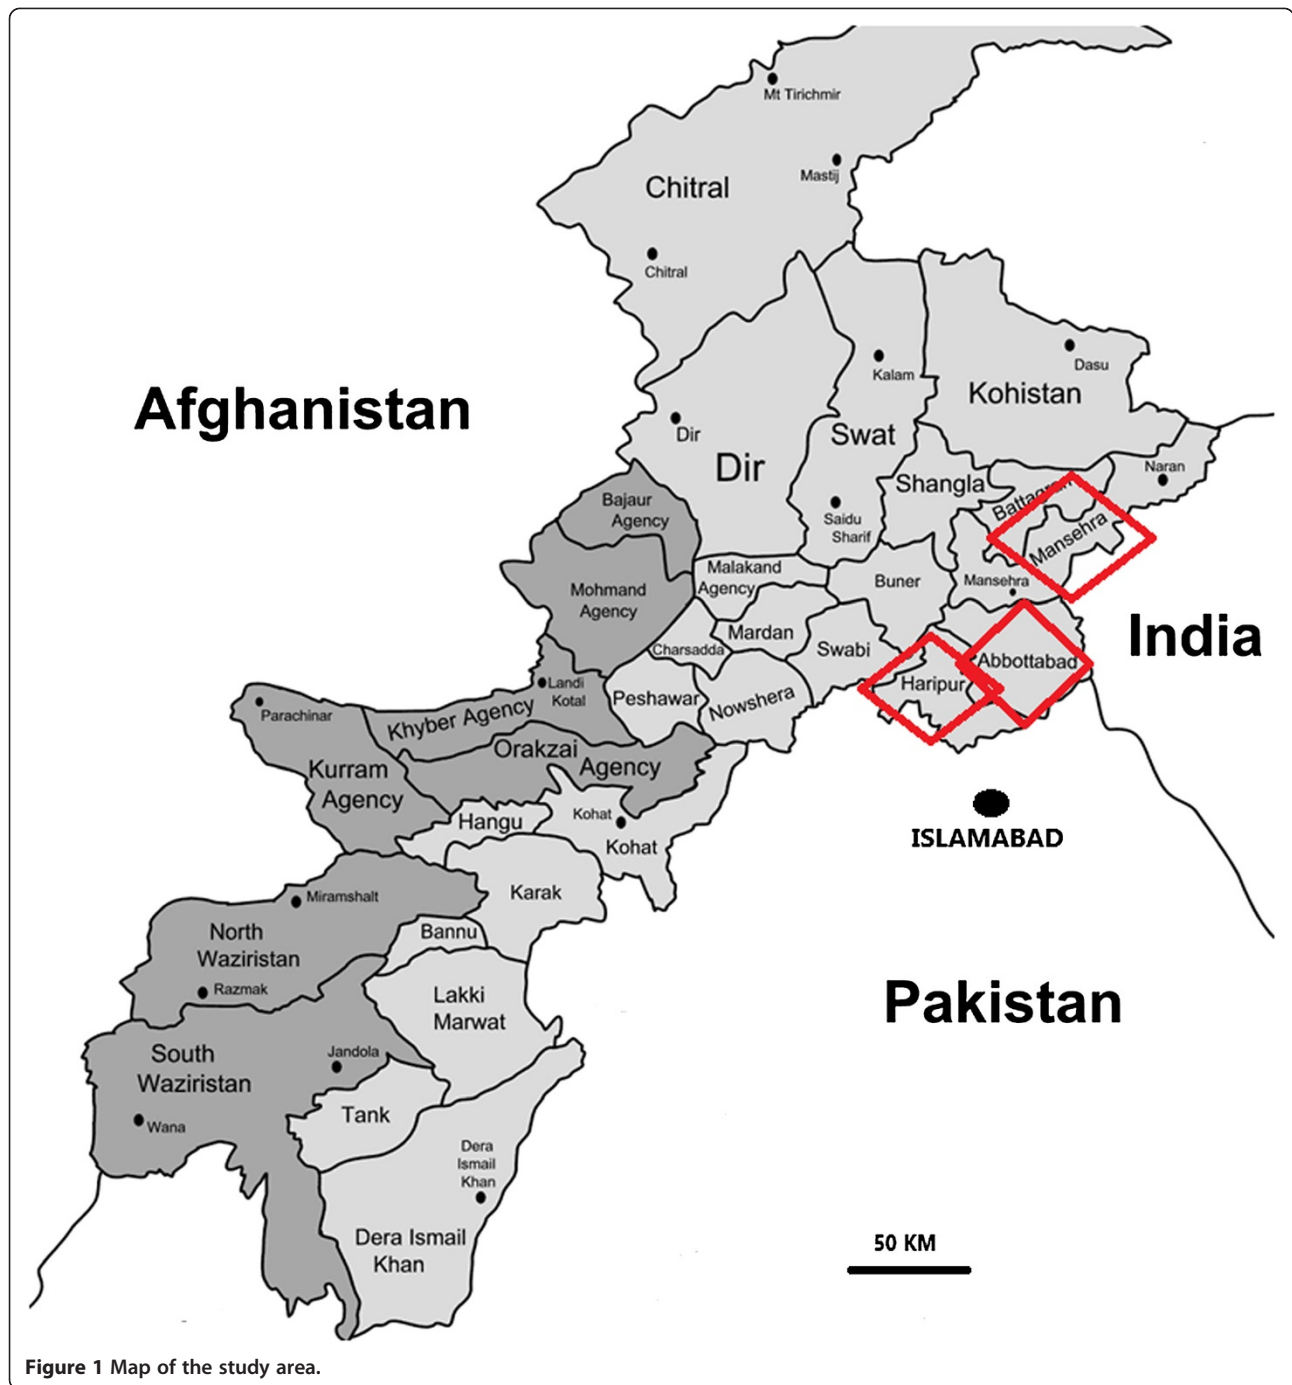 Mt Tirichmir
Mastij
Chitral
Chitral
Dasu
Kalam
Kohistan
Afghanistan
Dir
Swat
Dir
Naran
Shangla
Battagram
Bajaur
Agency
Saidu
Sharif
Mansehra
Malakand
Agency
Buner
Mansehra
Mohmand
Agency
Mardan
India
Charsadda
Swabi
Abbottabad
Landi
Kotal
Peshawar
Nowshera
Haripur
Parachinar
Khyber Agency
Orakzai
Agency
Kurram
Agency
Hangu
Kohat
Kohat
ISLAMABAD
Karak
Miramshalt
North
Waziristan
Bannu
Razmak
Lakki
Marwat
Pakistan
South
Waziristan
Jandola
Tank
Wana
Dera
Ismail
Khan
Dera Ismail
Khan
50 KM
Figure 1 Map of the study area.